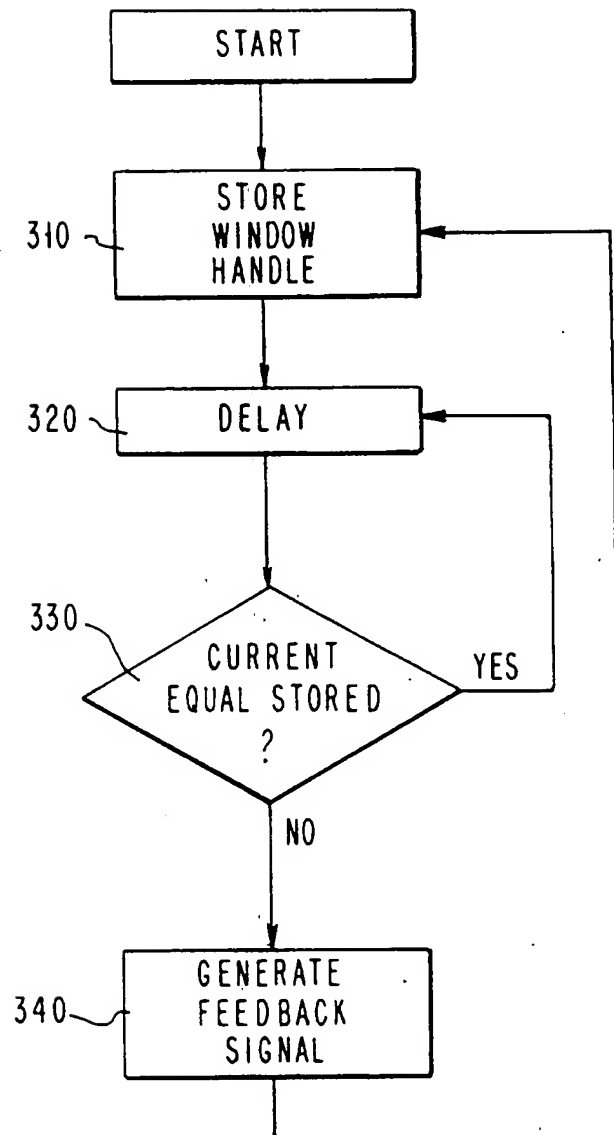 START
310
STORE
WINDOW
HANDLE
320
DELAY
330
CURRENT
EQUAL STORED
?
YES
NO
340
GENERATE
FEEDBACK
SIGNAL